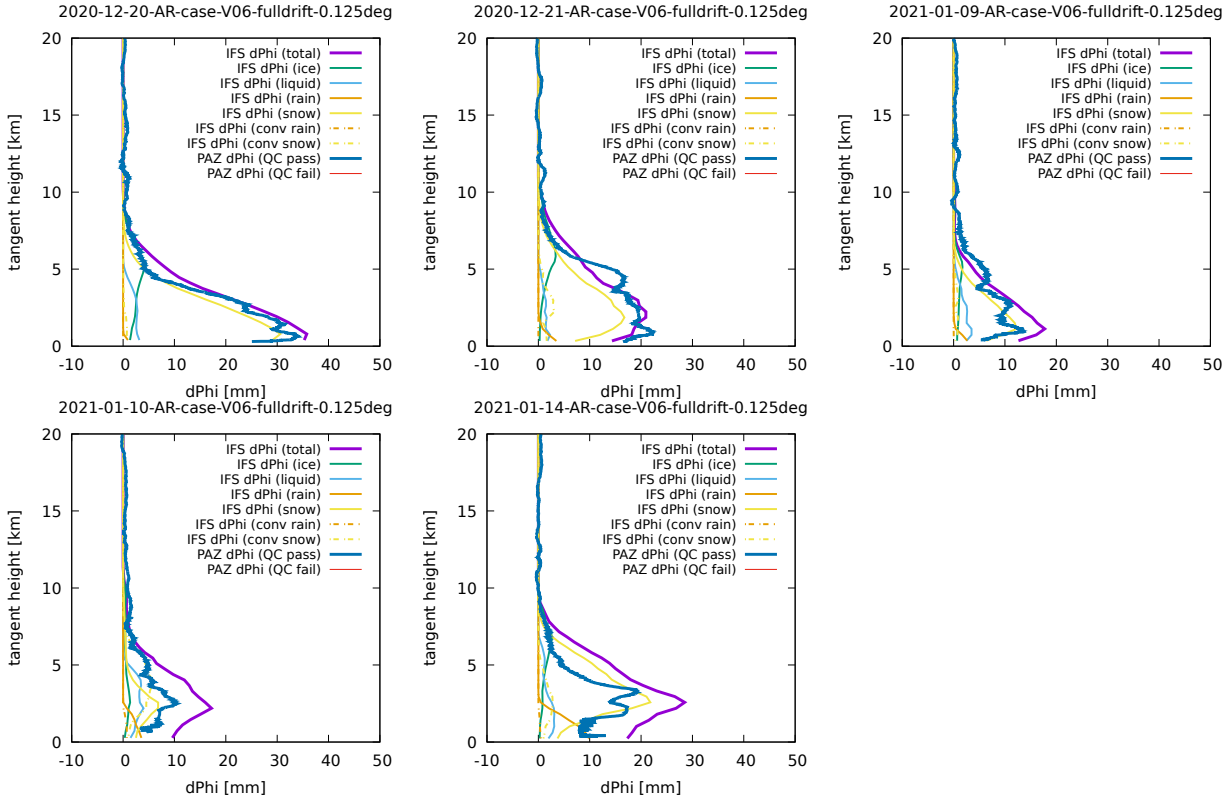 2020-12-20-AR-case-V06-fulldrift-0.125deg
20
15
10
5
0
-10 0 10 20 30 40 50
tangent height [km]
dPhi [mm]
IFS dPhi (total)
IFS dPhi (ice)
IFS dPhi (liquid)
IFS dPhi (rain)
IFS dPhi (snow)
IFS dPhi (conv rain)
IFS dPhi (conv snow)
PAZ dPhi (QC pass)
PAZ dPhi (QC fail)
2020-12-21-AR-case-V06-fulldrift-0.125deg
20
15
10
5
0
-10 0 10 20 30 40 50
tangent height [km]
dPhi [mm]
IFS dPhi (total)
IFS dPhi (ice)
IFS dPhi (liquid)
IFS dPhi (rain)
IFS dPhi (snow)
IFS dPhi (conv rain)
IFS dPhi (conv snow)
PAZ dPhi (QC pass)
PAZ dPhi (QC fail)
2021-01-09-AR-case-V06-fulldrift-0.125deg
20
15
10
5
0
-10 0 10 20 30 40 50
tangent height [km]
dPhi [mm]
IFS dPhi (total)
IFS dPhi (ice)
IFS dPhi (liquid)
IFS dPhi (rain)
IFS dPhi (snow)
IFS dPhi (conv rain)
IFS dPhi (conv snow)
PAZ dPhi (QC pass)
PAZ dPhi (QC fail)
2021-01-10-AR-case-V06-fulldrift-0.125deg
20
15
10
5
0
-10 0 10 20 30 40 50
tangent height [km]
dPhi [mm]
IFS dPhi (total)
IFS dPhi (ice)
IFS dPhi (liquid)
IFS dPhi (rain)
IFS dPhi (snow)
IFS dPhi (conv rain)
IFS dPhi (conv snow)
PAZ dPhi (QC pass)
PAZ dPhi (QC fail)
2021-01-14-AR-case-V06-fulldrift-0.125deg
20
15
10
5
0
-10 0 10 20 30 40 50
tangent height [km]
dPhi [mm]
IFS dPhi (total)
IFS dPhi (ice)
IFS dPhi (liquid)
IFS dPhi (rain)
IFS dPhi (snow)
IFS dPhi (conv rain)
IFS dPhi (conv snow)
PAZ dPhi (QC pass)
PAZ dPhi (QC fail)